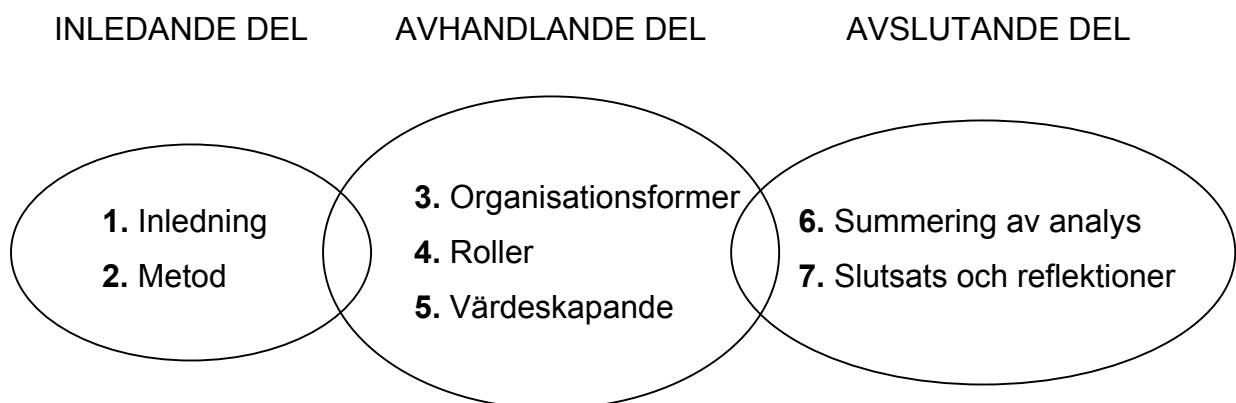 INLEDANDE DEL
AVHANDLANDE DEL
AVSLUTANDE DEL
1. Inledning
2. Metod
3. Organisationsformer
4. Roller
5. Värdeskapande
6. Summering av analys
7. Slutsats och reflektioner